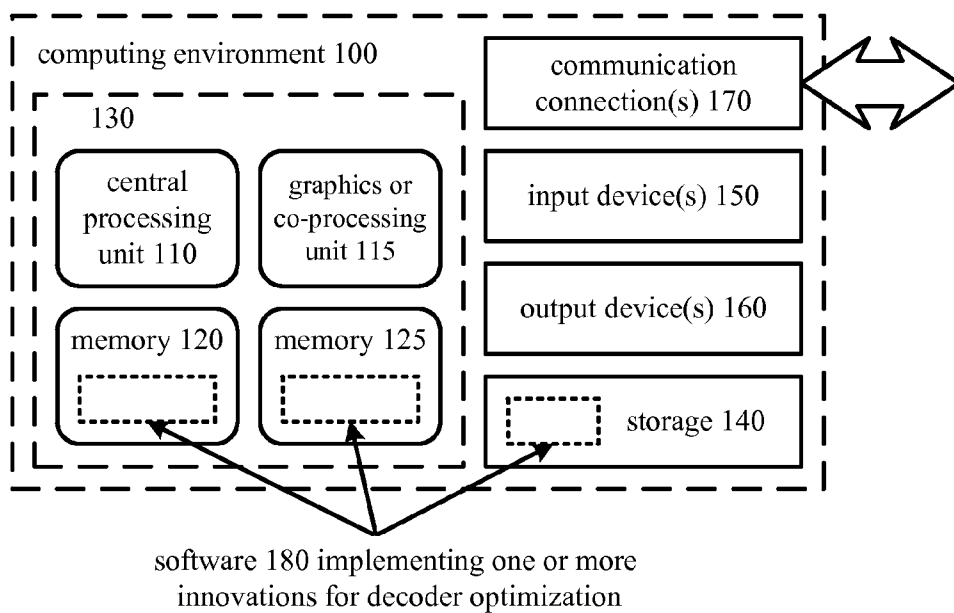 computing environment 100
130
central
processing
unit 110
graphics or
co-processing
unit 115
memory 120
memory 125
communication
connection(s) 170
input device(s) 150
output device(s) 160
storage 140
software 180 implementing one or more
innovations for decoder optimization